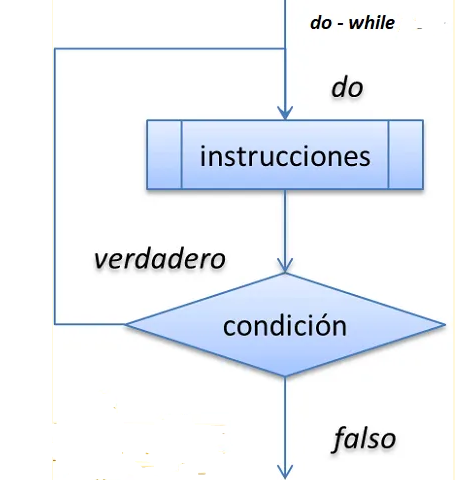 do - while
do
instrucciones
verdadero
condición
falso